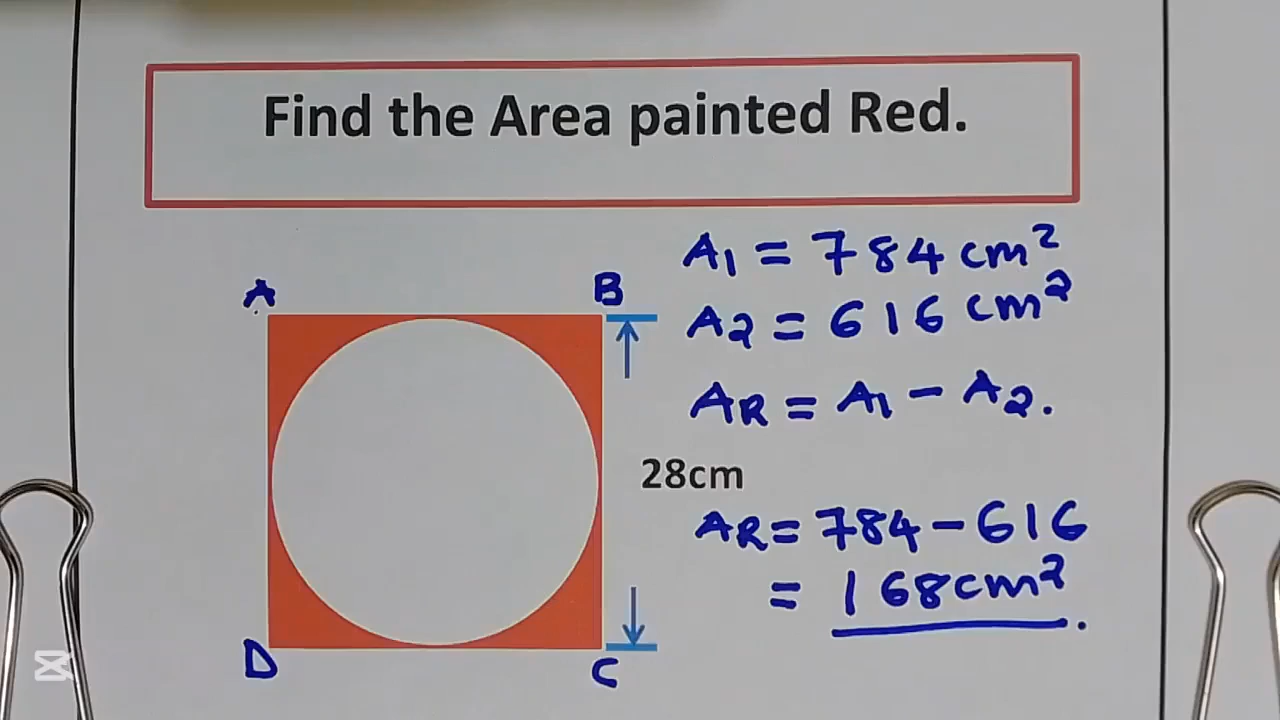 Find the Area painted Red.
A1 = 784 cm²
A2 = 616 cm²
AR = A1 - A2.
A
B
28cm
AR = 784 - 616
= 168cm².
D
C